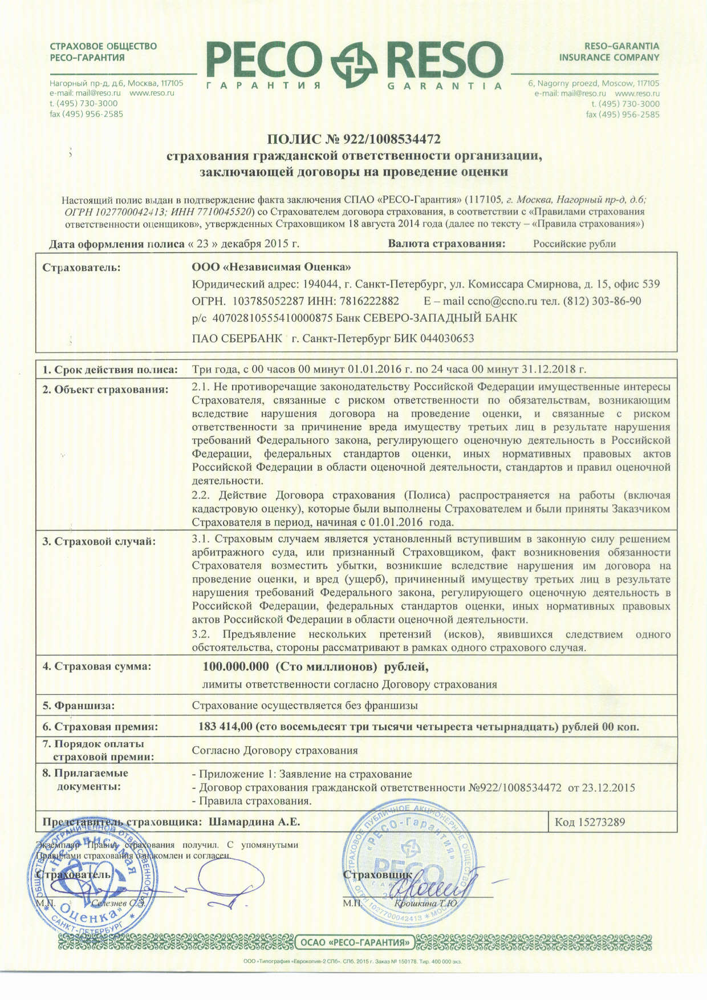 СТРАХОВОЕ ОБЩЕСТВО
РЕСО-ГАРАНТИЯ
Нагорный пр-д, д.6, Москва, 117105
e-mail: mail@reso.ru www.reso.ru
t. (495) 730-3000
fax (495) 956-2585
РЕСО RESO
ГАРАНТИЯ GARANTIA
RESO-GARANTIA
INSURANCE COMPANY
6, Nagorny proezd, Moscow, 117105
e-mail: mail@reso.ru www.reso.ru
t. (495) 730-3000
fax (495) 956-2585
ПОЛИС № 922/1008534472
страхования гражданской ответственности организации,
заключающей договоры на проведение оценки
Настоящий полис выдан в подтверждение факта заключения СПАО «РЕСО-Гарантия» (117105, г. Москва, Нагорный пр-д, д.6;
ОГРН 1027700042413; ИНН 7710045520) со Страхователем договора страхования, в соответствии с «Правилами страхования
ответственности оценщиков», утвержденных Страховщиком 18 августа 2014 года (далее по тексту – «Правила страхования»)
Дата оформления полиса « 23 » декабря 2015 г. Валюта страхования: Российские рубли
Страхователь: ООО «Независимая Оценка»
Юридический адрес: 194044, г. Санкт-Петербург, ул. Комиссара Смирнова, д. 15, офис 539
ОГРН. 103785052287 ИНН: 7816222882 E – mail ccno@ccno.ru тел. (812) 303-86-90
р/с 40702810555410000875 Банк СЕВЕРО-ЗАПАДНЫЙ БАНК
ПАО СБЕРБАНК г. Санкт-Петербург БИК 044030653
1. Срок действия полиса: Три года, с 00 часов 00 минут 01.01.2016 г. по 24 часа 00 минут 31.12.2018 г.
2. Объект страхования: 2.1. Не противоречащие законодательству Российской Федерации имущественные интересы
Страхователя, связанные с риском ответственности по обязательствам, возникающим
вследствие нарушения договора на проведение оценки, и связанные с риском
ответственности за причинение вреда имуществу третьих лиц в результате нарушения
требований Федерального закона, регулирующего оценочную деятельность в Российской
Федерации, федеральных стандартов оценки, иных нормативных правовых актов
Российской Федерации в области оценочной деятельности, стандартов и правил оценочной
деятельности.
2.2. Действие Договора страхования (Полиса) распространяется на работы (включая
кадастровую оценку), которые были выполнены Страхователем и были приняты Заказчиком
Страхователя в период, начиная с 01.01.2016 года.
3. Страховой случай: 3.1. Страховым случаем является установленный вступившим в законную силу решением
арбитражного суда, или признанный Страховщиком, факт возникновения обязанности
Страхователя возместить убытки, возникшие вследствие нарушения им договора на
проведение оценки, и вред (ущерб), причиненный имуществу третьих лиц в результате
нарушения требований Федерального закона, регулирующего оценочную деятельность в
Российской Федерации, федеральных стандартов оценки, иных нормативных правовых
актов Российской Федерации в области оценочной деятельности.
3.2. Предъявление нескольких претензий (исков), явившихся следствием одного
обстоятельства, стороны рассматривают в рамках одного страхового случая.
4. Страховая сумма: 100.000.000 (Сто миллионов) рублей,
лимиты ответственности согласно Договору страхования
5. Франшиза: Страхование осуществляется без франшизы
6. Страховая премия: 183 414,00 (сто восемьдесят три тысячи четыреста четырнадцать) рублей 00 коп.
7. Порядок оплаты
страховой премии: Согласно Договору страхования
8. Прилагаемые
документы:
- Приложение 1: Заявление на страхование
- Договор страхования гражданской ответственности №922/1008534472 от 23.12.2015
- Правила страхования.
Представитель страховщика: Шамардина А.Е. Код 15273289
Экземпляр Правил страхования получил. С упомянутыми
Правилами страхования ознакомлен и согласен.
Страхователь Страховщик
М.П. Селезнев С.З. М.П. Крошкина Т.Ю
ОБЩЕСТВО С ОГРАНИЧЕННОЙ ОТВЕТСТВЕННОСТЬЮ
«Независимая
Оценка»
* САНКТ-ПЕТЕРБУРГ *
СТРАХОВОЕ ПУБЛИЧНОЕ АКЦИОНЕРНОЕ ОБЩЕСТВО
«РЕСО-Гарантия»
РЕСО
* ОГРН 1027700042413 * МОСКВА
ОСАО «РЕСО-ГАРАНТИЯ»
ООО «Типография «Еврокопия-2 СПб». СПб. 2015 г. Заказ № 150178. Тир. 400 000 экз.